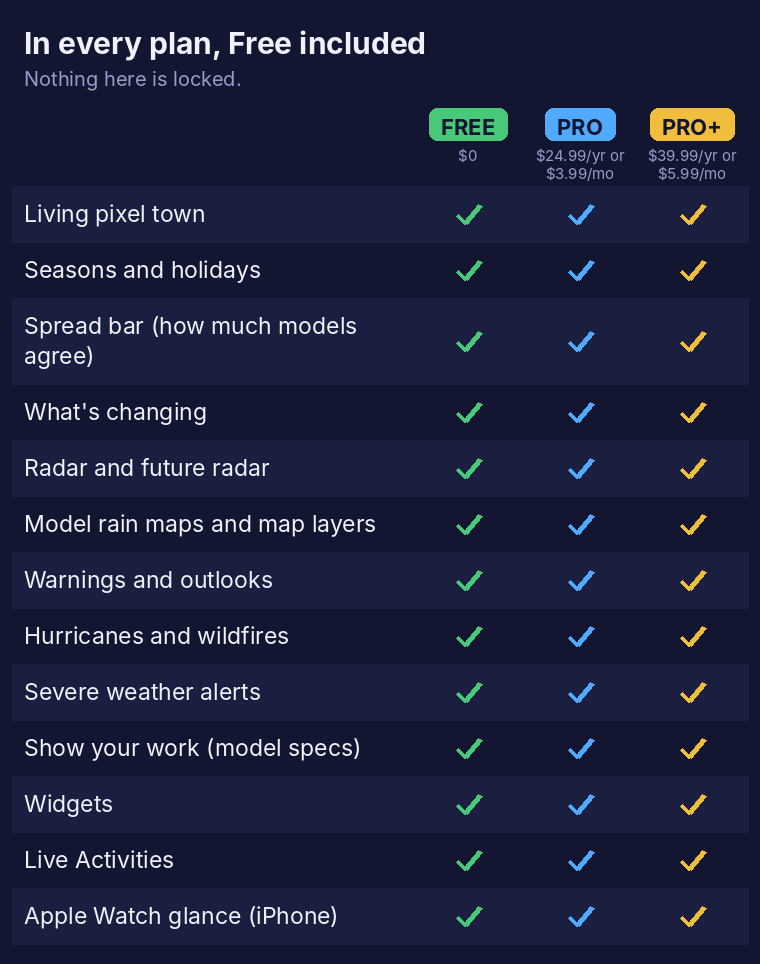 In every plan, Free included
Nothing here is locked.
FREE PRO PRO+
$0 $24.99/yr or $39.99/yr or
$3.99/mo $5.99/mo
Living pixel town
Seasons and holidays
Spread bar (how much models
agree)
What's changing
Radar and future radar
Model rain maps and map layers
Warnings and outlooks
Hurricanes and wildfires
Severe weather alerts
Show your work (model specs)
Widgets
Live Activities
Apple Watch glance (iPhone)